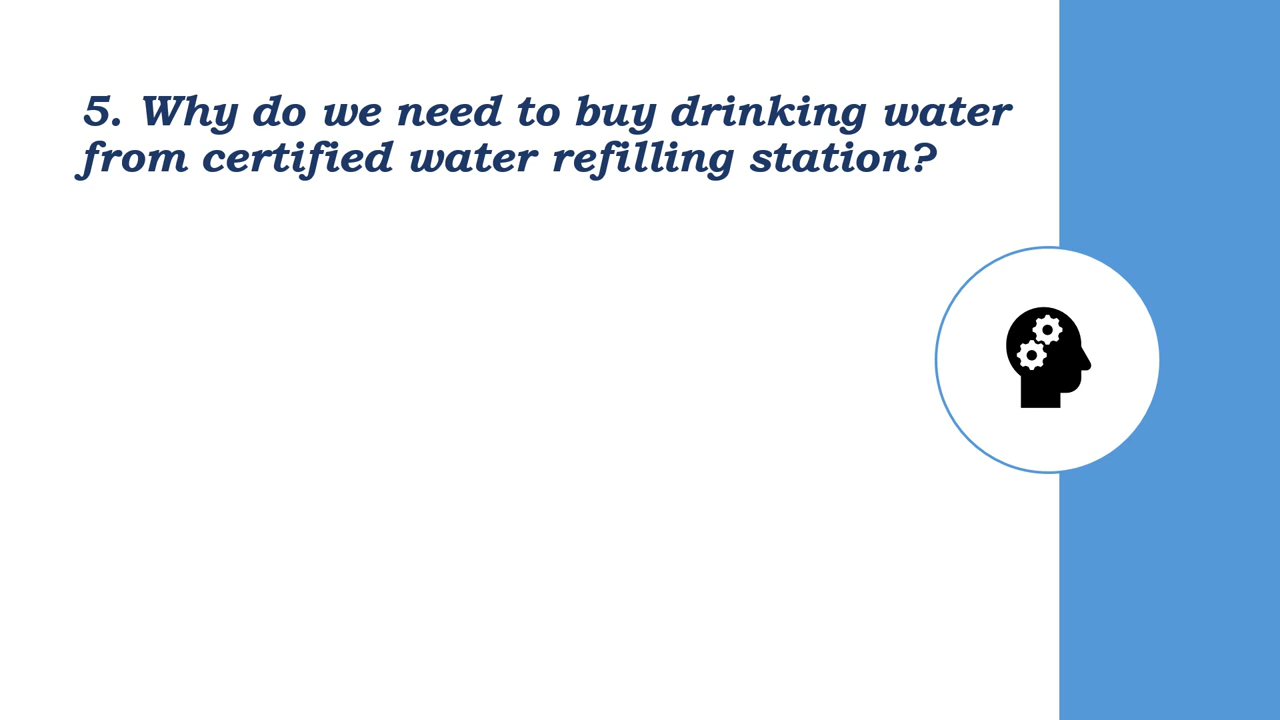 5. Why do we need to buy drinking water
from certified water refilling station?